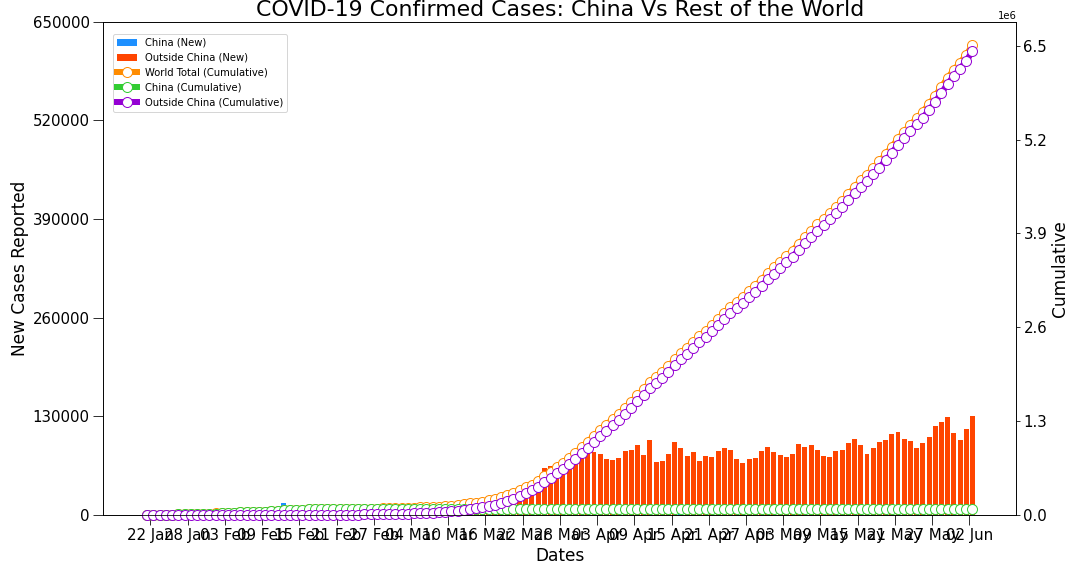 COVID-19 Confirmed Cases: China Vs Rest of the World
1e6
China (New)
Outside China (New)
World Total (Cumulative)
China (Cumulative)
Outside China (Cumulative)
New Cases Reported
650000
520000
390000
260000
130000
0
6.5
5.2
3.9
2.6
1.3
0.0
Cumulative
22 Jan 28 Jan 03 Feb 09 Feb 15 Feb 21 Feb 27 Feb 04 Mar 10 Mar 16 Mar 22 Mar 28 Mar 03 Apr 09 Apr 15 Apr 21 Apr 27 Apr 03 May 09 May 15 May 21 May 27 May 02 Jun
Dates